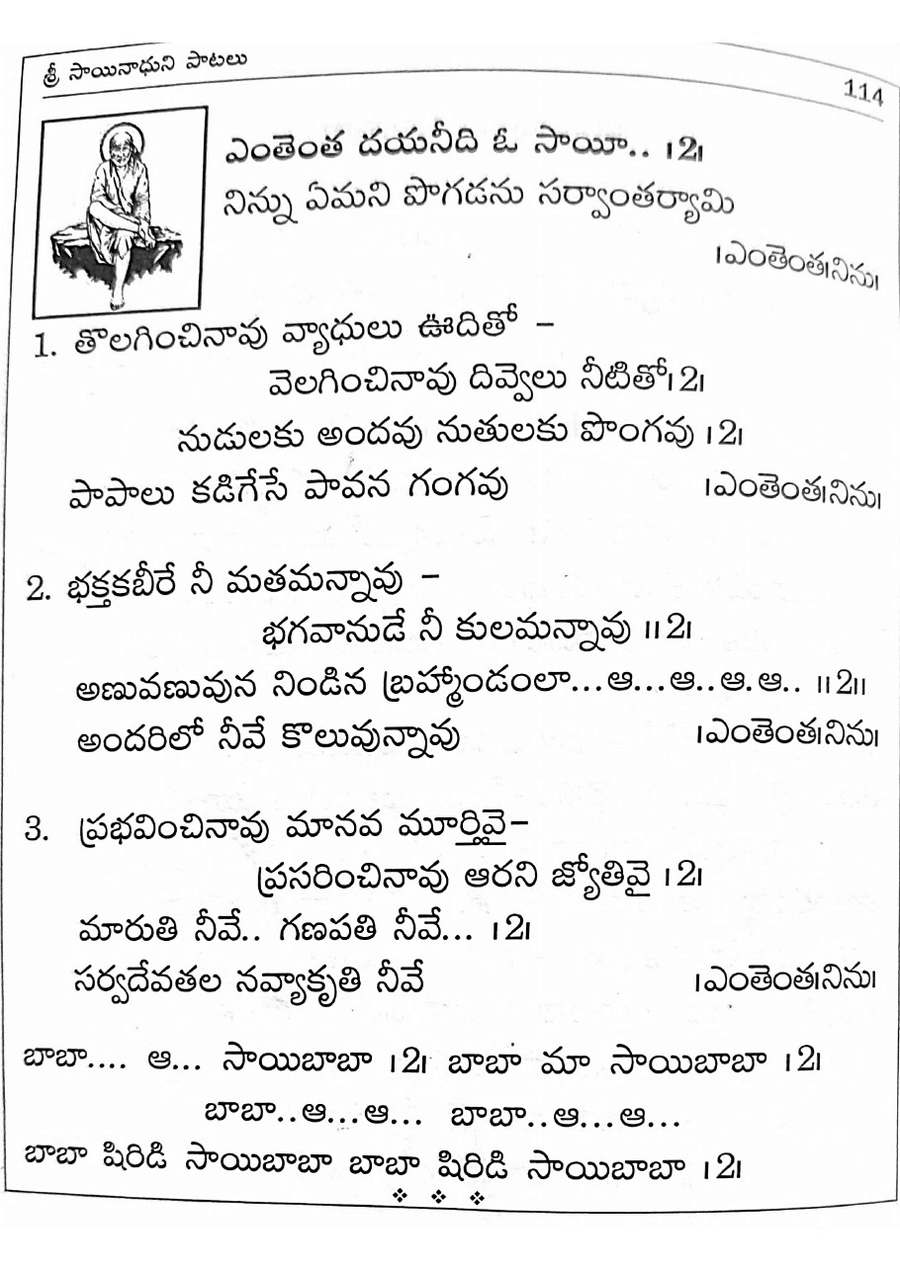 శ్రీ సాయినాధుని పాటలు
114
ఎంతెంత దయనీది ఓ సాయీ.. ।2।
నిన్ను ఏమని పొగడను సర్వాంతర్యామి
।ఎంతెంత।నిను।
1. తొలగించినావు వ్యాధులు ఊదితో –
వెలగించినావు దివ్వెలు నీటితో।2।
నుడులకు అందవు నుతులకు పొంగవు ।2।
పాపాలు కడిగేసే పావన గంగవు ।ఎంతెంత।నిను।
2. భక్తకబీరే నీ మతమన్నావు –
భగవానుడే నీ కులమన్నావు ॥2।
అణువణువున నిండిన బ్రహ్మాండంలా...ఆ...ఆ..ఆ.ఆ.. ॥2॥
అందరిలో నీవే కొలువున్నావు ।ఎంతెంత।నిను।
3. ప్రభవించినావు మానవ మూర్తివై–
ప్రసరించినావు ఆరని జ్యోతివై ।2।
మారుతి నీవే.. గణపతి నీవే... ।2।
సర్వదేవతల నవ్యాకృతి నీవే ।ఎంతెంత।నిను।
బాబా.... ఆ... సాయిబాబా ।2। బాబా మా సాయిబాబా ।2।
బాబా..ఆ...ఆ... బాబా..ఆ...ఆ...
బాబా షిరిడి సాయిబాబా బాబా షిరిడి సాయిబాబా ।2।